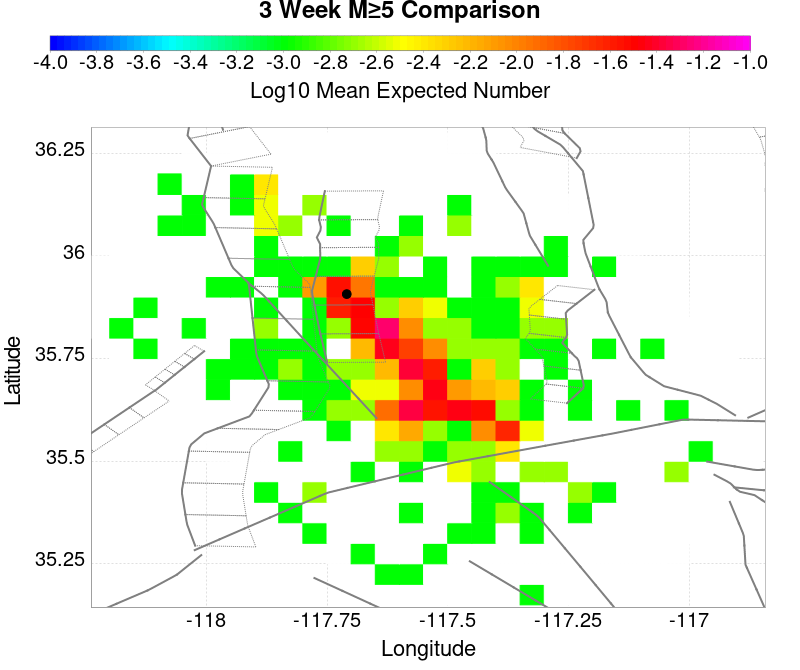 3 Week M≥5 Comparison
-4.0 -3.8 -3.6 -3.4 -3.2 -3.0 -2.8 -2.6 -2.4 -2.2 -2.0 -1.8 -1.6 -1.4 -1.2 -1.0
Log10 Mean Expected Number
36.25
36
35.75
35.5
35.25
Latitude
-118 -117.75 -117.5 -117.25 -117
Longitude